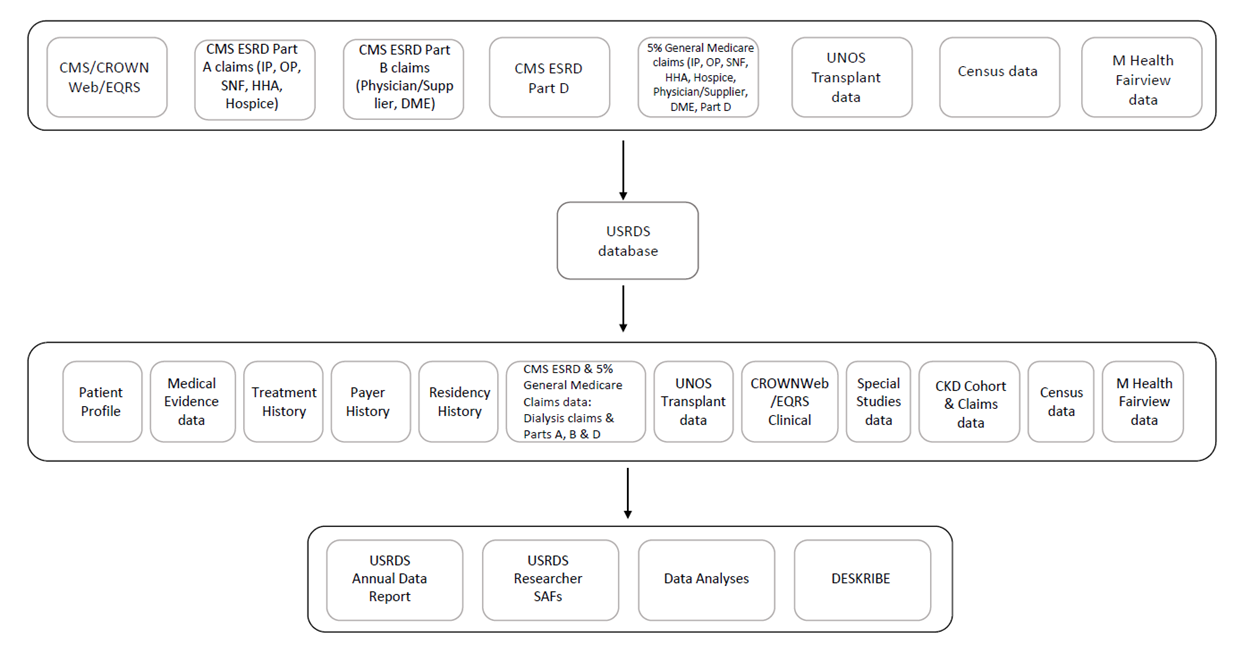 CMS/CROWN
Web/EQRS
CMS ESRD Part
A claims (IP, OP,
SNF, HHA,
Hospice)
CMS ESRD Part
B claims
(Physician/Supp
lier, DME)
CMS ESRD
Part D
5% General Medicare
claims (IP, OP, SNF,
HHA, Hospice,
Physician/Supplier,
DME, Part D
UNOS
Transplant
data
Census data
M Health
Fairview
data
USRDS
database
Patient
Profile
Medical
Evidence
data
Treatment
History
Payer
History
Residency
History
CMS ESRD & 5%
General Medicare
Claims data:
Dialysis claims &
Parts A, B & D
UNOS
Transplant
data
CROWNWeb
/EQRS
Clinical
Special
Studies
data
CKD Cohort
& Claims
data
Census
data
M Health
Fairview
data
USRDS
Annual Data
Report
USRDS
Researcher
SAFs
Data Analyses
DESKRIBE